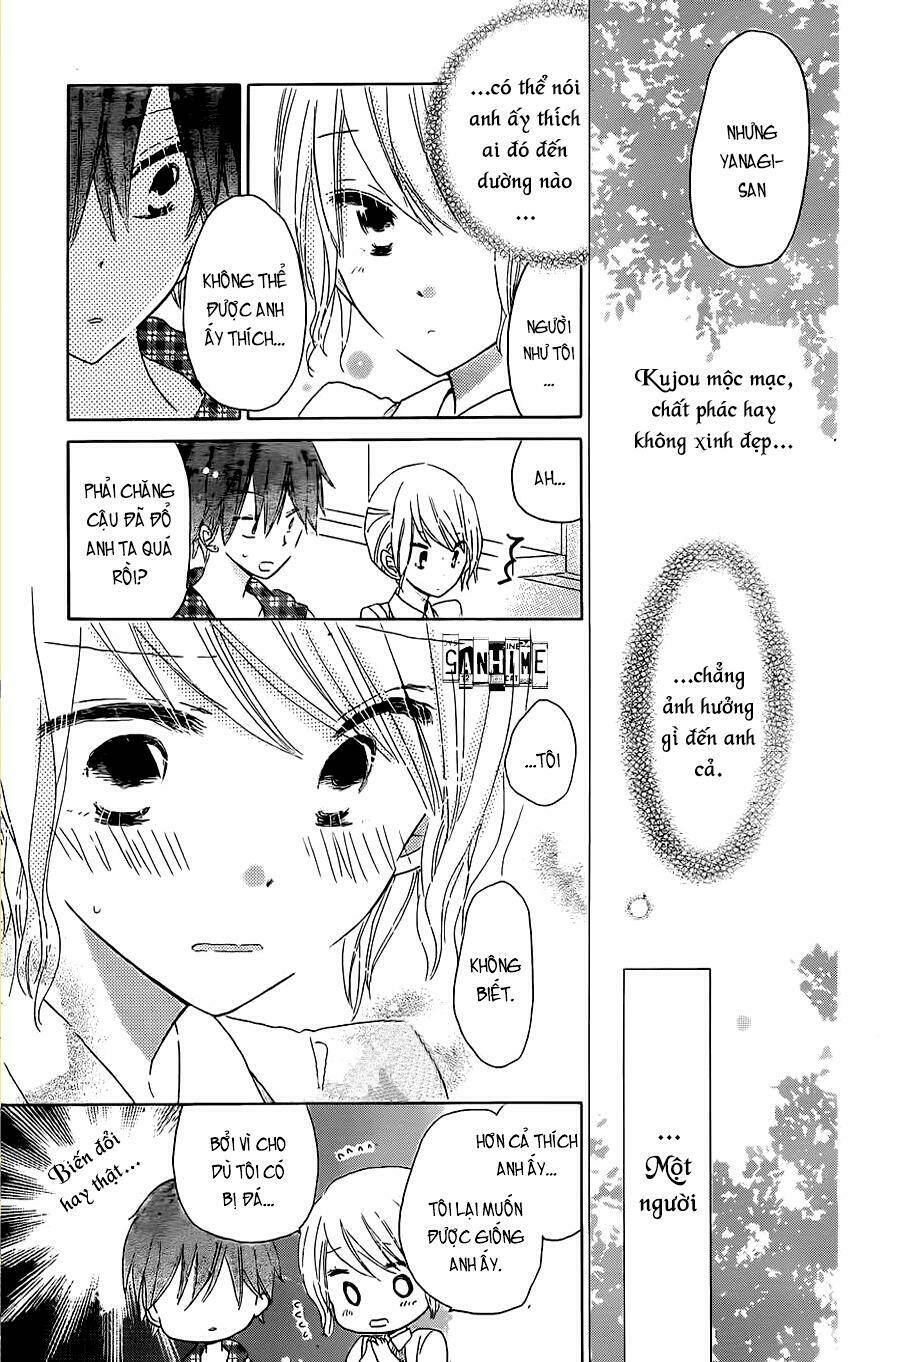 NHƯNG
YANAGI-
SAN
Kujou mộc mạc,
chất phác hay
không xinh đẹp...
...chẳng
ảnh hưởng
gì đến anh
cả.
...
Một
người
...có thể nói
anh ấy thích
ai đó đến
dường nào
...
NGƯỜI
NHƯ TÔI
...
KHÔNG THỂ
ĐƯỢC ANH
ẤY THÍCH...
AH...
PHẢI CHĂNG
CẬU ĐÃ ĐỔ
ANH TA QUÁ
RỒI?
SANHIME
...TÔI
KHÔNG
BIẾT.
HƠN CẢ THÍCH
ANH ẤY...
TÔI LẠI MUỐN
ĐƯỢC GIỐNG
ANH ẤY.
BỞI VÌ CHO
DÙ TÔI CÓ
BỊ ĐÁ...
Biến đổi
hay thật...